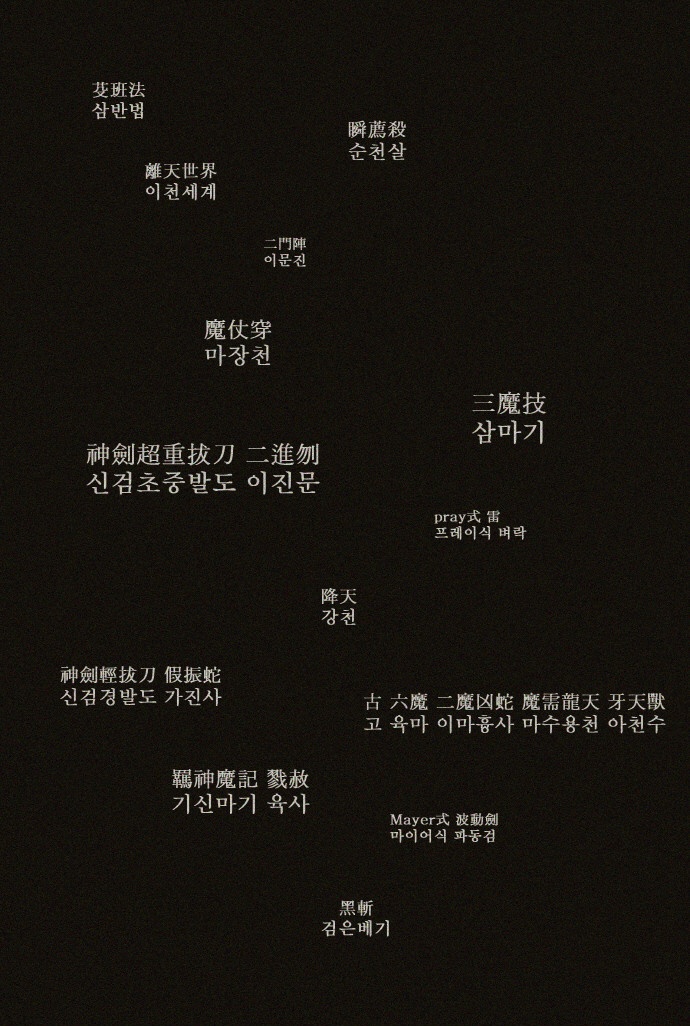 芟班法
삼반법
瞬薦殺
순천살
離天世界
이천세계
二門陣
이문진
魔仗穿
마장천
三魔技
삼마기
神劍超重拔刀 二進刎
신검초중발도 이진문
pray式 雷
프레이식 벼락
降天
강천
神劍輕拔刀 假振蛇
신검경발도 가진사
古 六魔 二魔凶蛇 魔需龍天 牙天獸
고 육마 이마흉사 마수용천 아천수
羈神魔記 戮赦
기신마기 육사
Mayer式 波動劍
마이어식 파동검
黑斬
검은베기